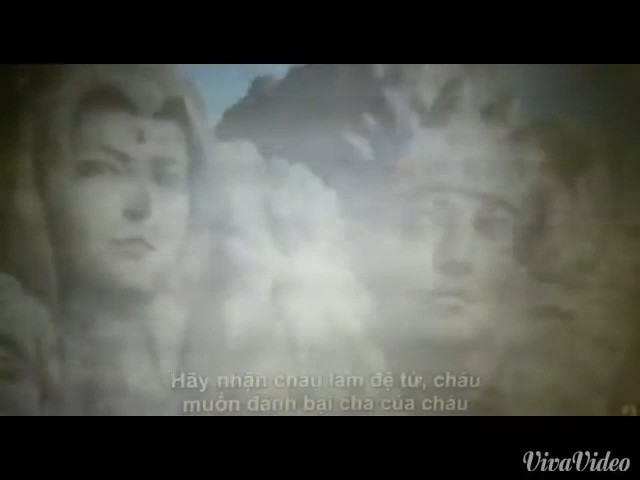 Hãy nhận cháu làm đệ tử, cháu
muốn đánh bại cha của cháu
VivaVideo